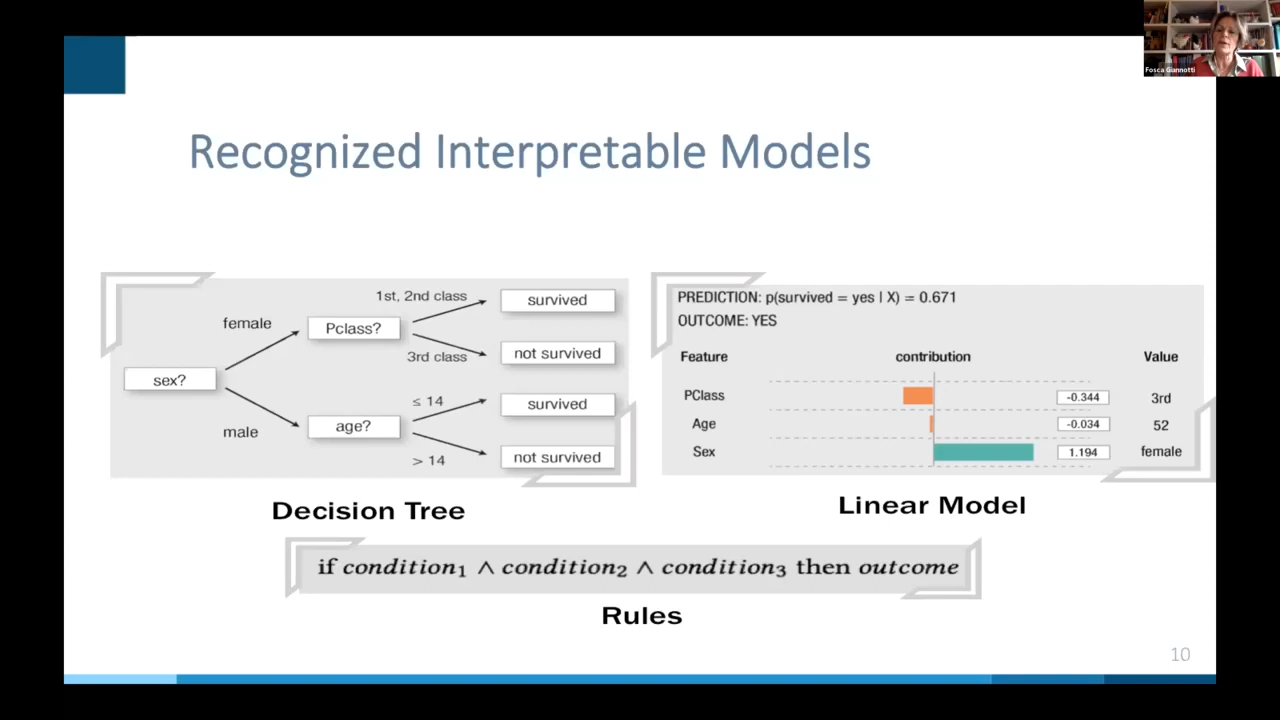 Fosca Giannotti
Recognized Interpretable Models
1st, 2nd class
survived
female
Pclass?
3rd class
not survived
sex?
≤ 14
survived
male
age?
> 14
not survived
Decision Tree
PREDICTION: p(survived = yes | X) = 0.671
OUTCOME: YES
Feature contribution Value
PClass -0.344 3rd
Age -0.034 52
Sex 1.194 female
Linear Model
if condition₁ ∧ condition₂ ∧ condition₃ then outcome
Rules
10